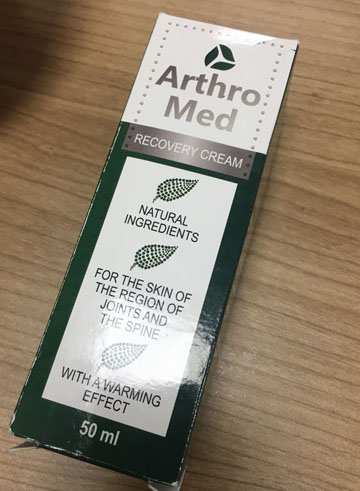 Arthro
Med
RECOVERY CREAM
NATURAL
INGREDIENTS
FOR THE SKIN OF
THE REGION OF
JOINTS AND
THE SPINE
WITH A WARMING
EFFECT
50 ml